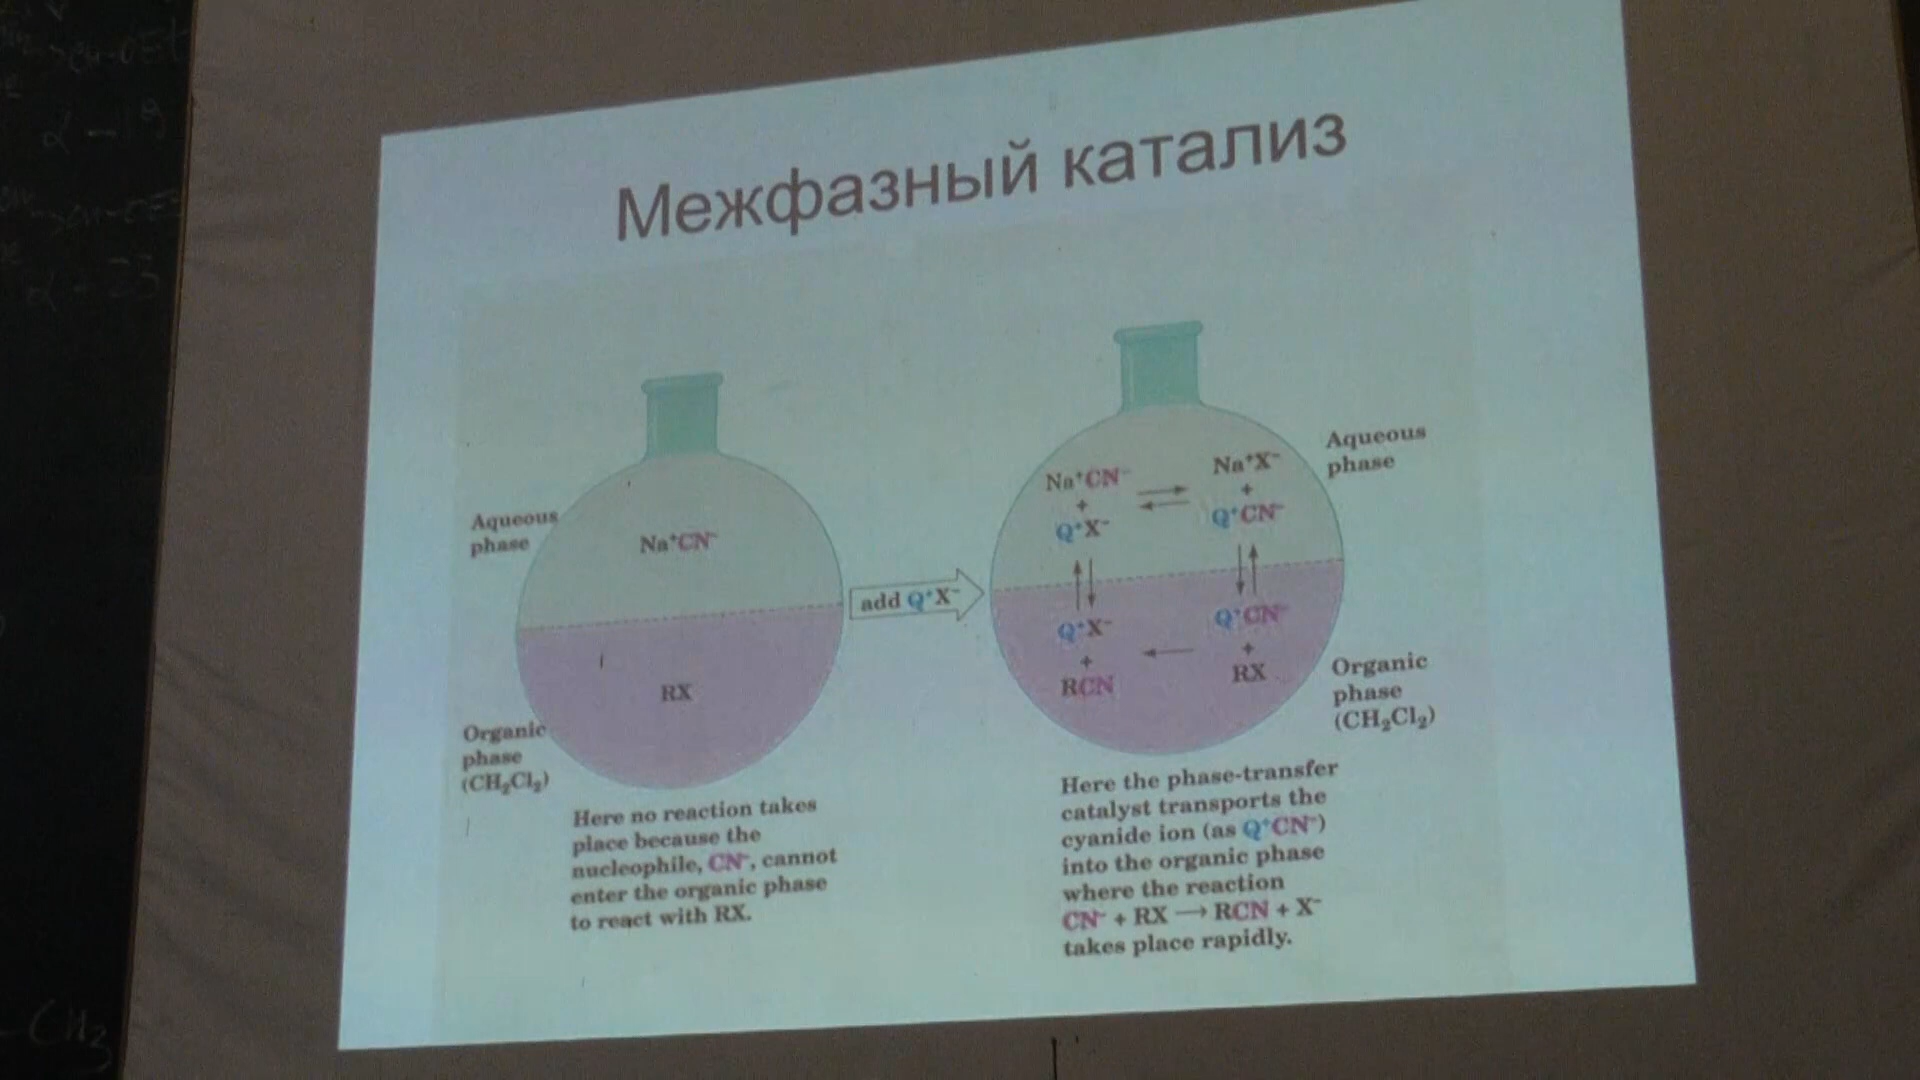 Межфазный катализ
Aqueous
phase
Na⁺CN⁻
RX
Organic
phase
(CH₂Cl₂)
Here no reaction takes
place because the
nucleophile, CN⁻, cannot
enter the organic phase
to react with RX.
add Q⁺X⁻
Na⁺CN⁻ ⇌ Na⁺X⁻
+ +
Q⁺X⁻ Q⁺CN⁻
Q⁺X⁻ Q⁺CN⁻
+ ← +
RCN RX
Aqueous
phase
Organic
phase
(CH₂Cl₂)
Here the phase-transfer
catalyst transports the
cyanide ion (as Q⁺CN⁻)
into the organic phase
where the reaction
CN⁻ + RX → RCN + X⁻
takes place rapidly.
CH₃